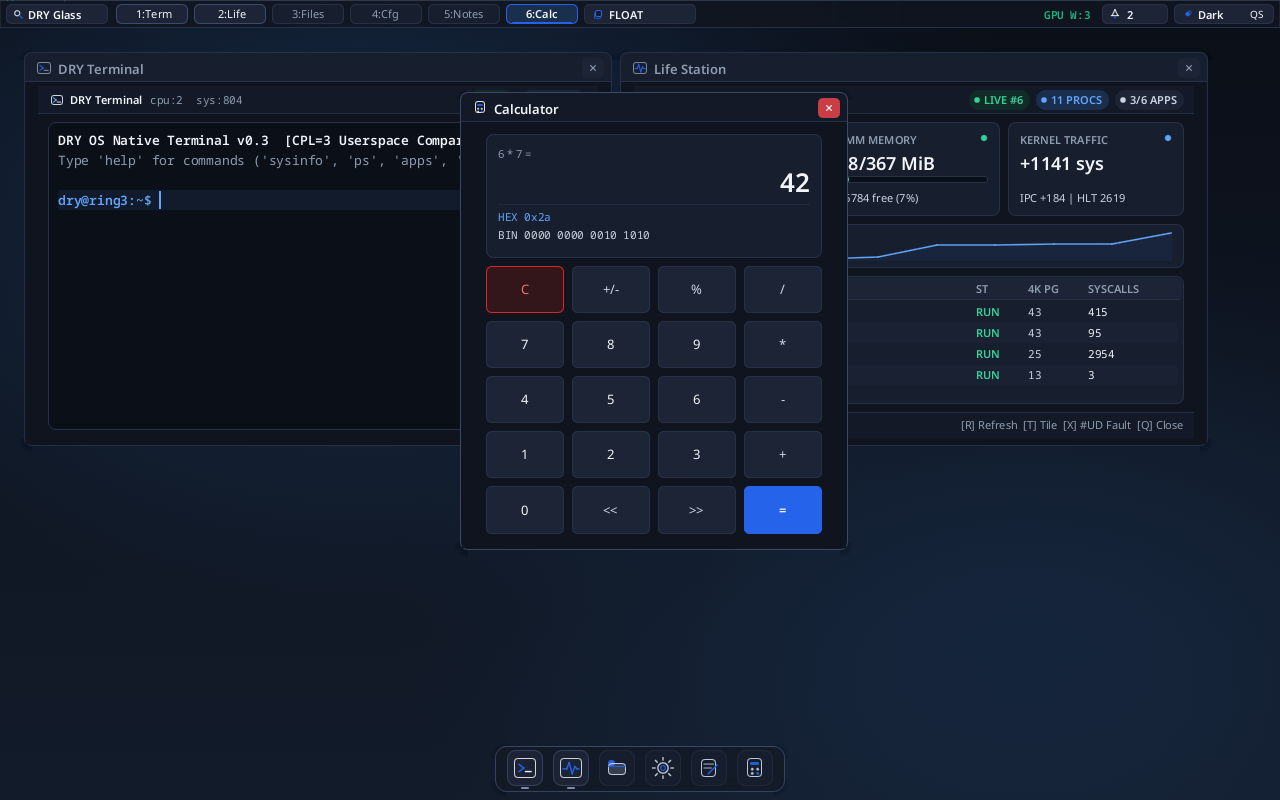 DRY Glass
1:Term
2:Life
3:Files
4:Cfg
5:Notes
6:Calc
FLOAT
GPU W:3
2
Dark
QS
DRY Terminal
DRY Terminal cpu:2 sys:804
DRY OS Native Terminal v0.3 [CPL=3 Userspace
Type 'help' for commands ('sysinfo', 'ps', 'apps', '
dry@ring3:~$
Calculator
6 * 7 =
42
HEX 0x2a
BIN 0000 0000 0010 1010
C +/- % /
7 8 9 *
4 5 6 -
1 2 3 +
0 << >> =
Life Station
LIVE #6
11 PROCS
3/6 APPS
MEMORY
8/367 MiB
5784 free (7%)
KERNEL TRAFFIC
+1141 sys
IPC +184 | HLT 2619
ST 4K PG SYSCALLS
RUN 43 415
RUN 43 95
RUN 25 2954
RUN 13 3
[R] Refresh [T] Tile [X] #UD Fault [Q] Close